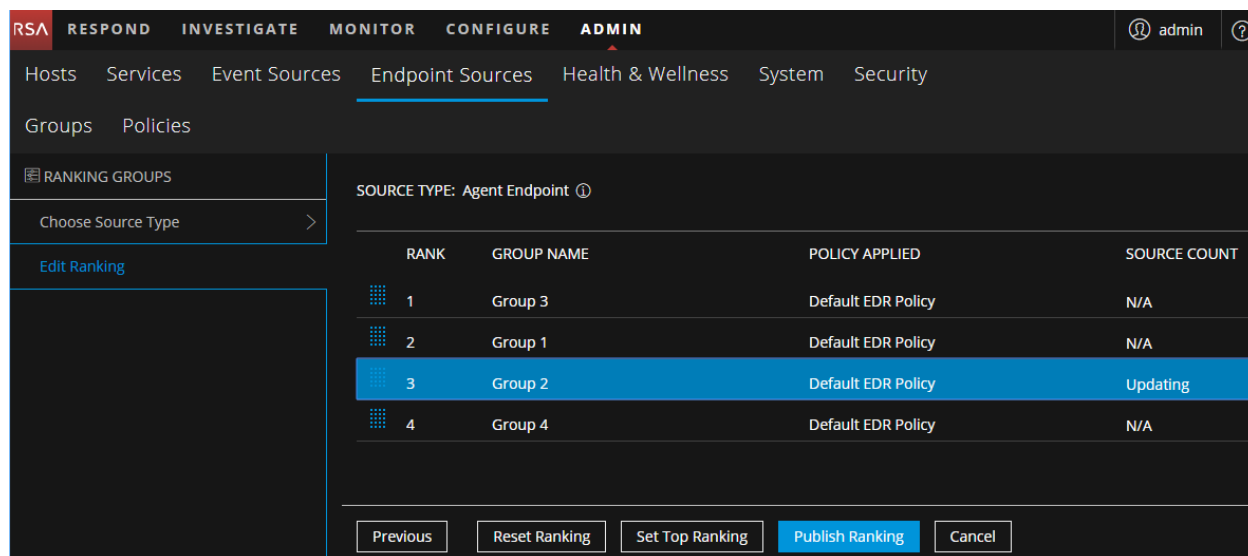 RSA RESPOND INVESTIGATE MONITOR CONFIGURE ADMIN admin ?
Hosts Services Event Sources Endpoint Sources Health & Wellness System Security
Groups Policies
RANKING GROUPS
Choose Source Type
Edit Ranking
SOURCE TYPE: Agent Endpoint
RANK GROUP NAME POLICY APPLIED SOURCE COUNT
1 Group 3 Default EDR Policy N/A
2 Group 1 Default EDR Policy N/A
3 Group 2 Default EDR Policy Updating
4 Group 4 Default EDR Policy N/A
Previous Reset Ranking Set Top Ranking Publish Ranking Cancel